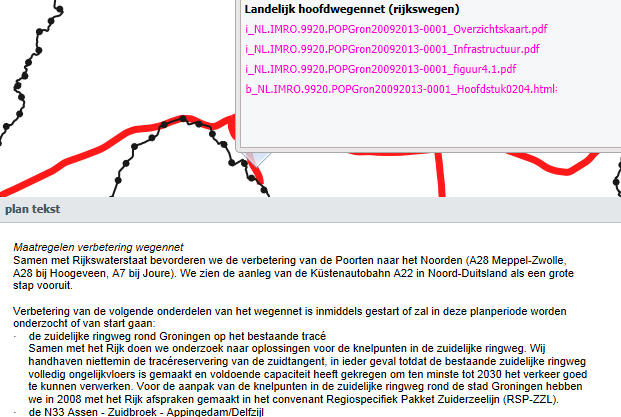 Landelijk hoofdwegennet (rijkswegen)
i_NL.IMRO.9920.POPGron20092013-0001_Overzichtskaart.pdf
i_NL.IMRO.9920.POPGron20092013-0001_Infrastructuur.pdf
i_NL.IMRO.9920.POPGron20092013-0001_figuur4.1.pdf
b_NL.IMRO.9920.POPGron20092013-0001_Hoofdstuk0204.html;
plan tekst
Maatregelen verbetering wegennet
Samen met Rijkswaterstaat bevorderen we de verbetering van de Poorten naar het Noorden (A28 Meppel-Zwolle,
A28 bij Hoogeveen, A7 bij Joure). We zien de aanleg van de Küstenautobahn A22 in Noord-Duitsland als een grote
stap vooruit.
Verbetering van de volgende onderdelen van het wegennet is inmiddels gestart of zal in deze planperiode worden
onderzocht of van start gaan:
· de zuidelijke ringweg rond Groningen op het bestaande tracé
Samen met het Rijk doen we onderzoek naar oplossingen voor de knelpunten in de zuidelijke ringweg. Wij
handhaven niettemin de tracéreservering van de zuidtangent, in ieder geval totdat de bestaande zuidelijke ringweg
volledig ongelijkvloers is gemaakt en voldoende capaciteit heeft gekregen om ten minste tot 2030 het verkeer goed
te kunnen verwerken. Voor de aanpak van de knelpunten in de zuidelijke ringweg rond de stad Groningen hebben
we in 2008 met het Rijk afspraken gemaakt in het convenant Regiospecifiek Pakket Zuiderzeelijn (RSP-ZZL).
· de N33 Assen - Zuidbroek - Appingedam/Delfzijl